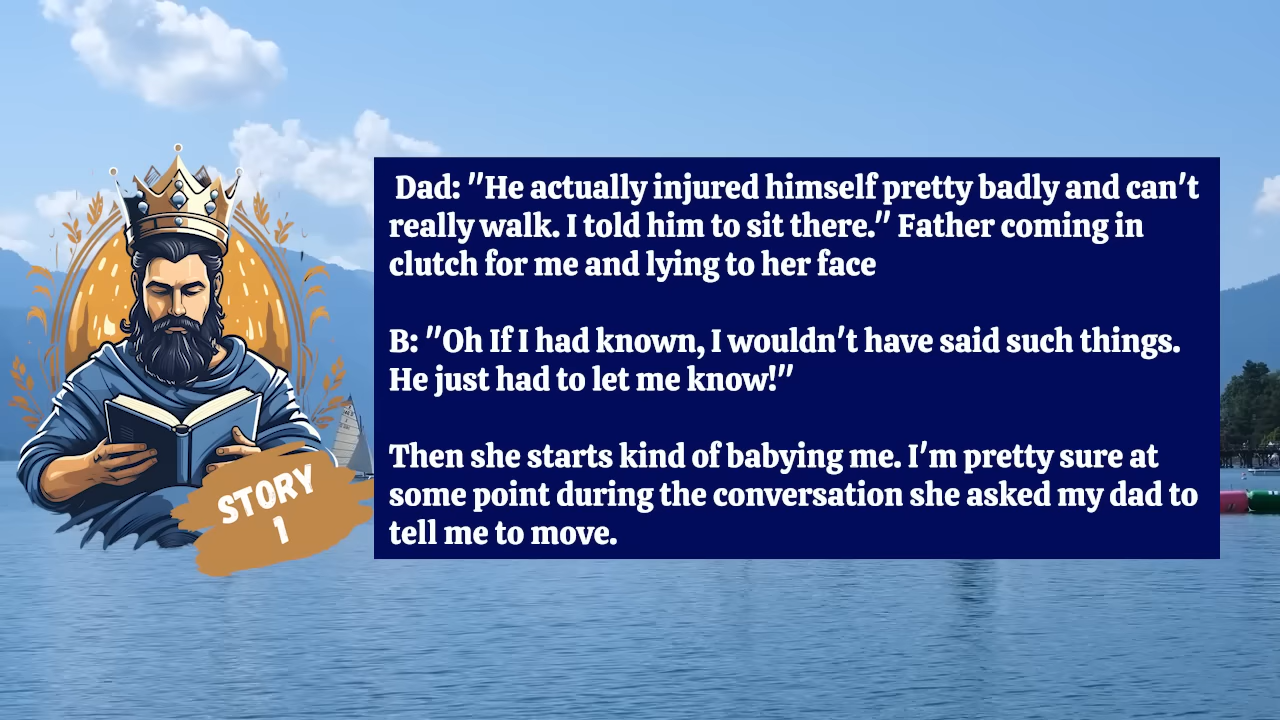 Dad: "He actually injured himself pretty badly and can't
really walk. I told him to sit there." Father coming in
clutch for me and lying to her face
B: "Oh If I had known, I wouldn't have said such things.
He just had to let me know!"
Then she starts kind of babying me. I'm pretty sure at
some point during the conversation she asked my dad to
tell me to move.
STORY
1